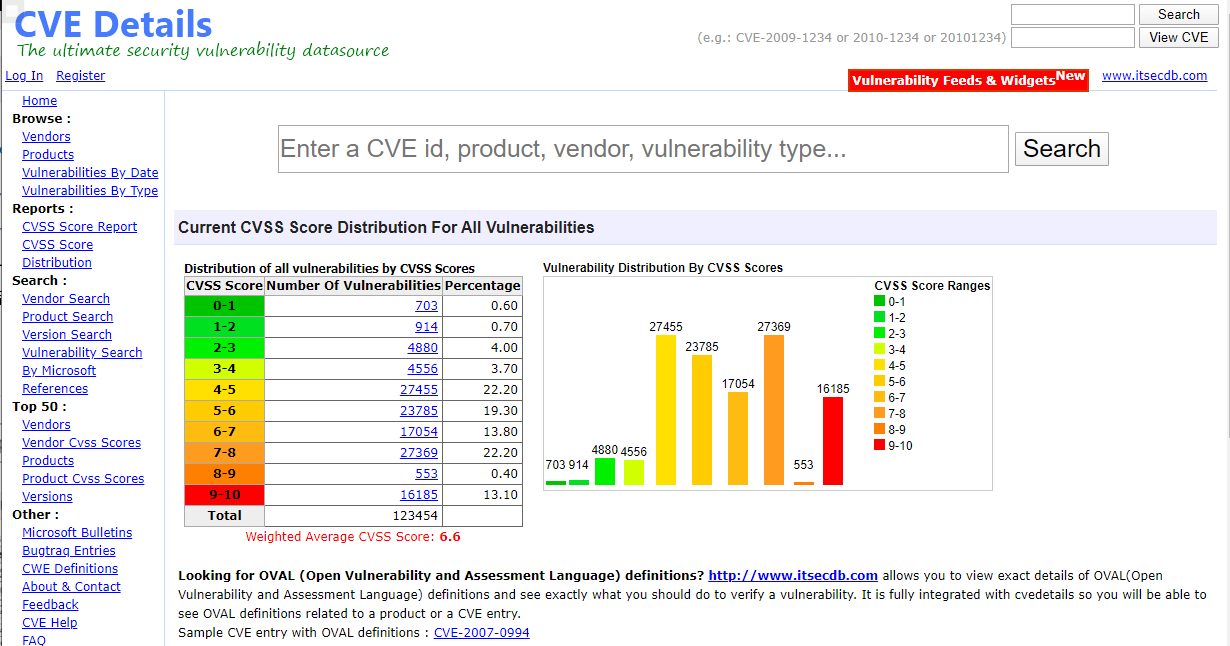 CVE Details
The ultimate security vulnerability datasource
Search
(e.g.: CVE-2009-1234 or 2010-1234 or 20101234)
View CVE
Log In Register
Vulnerability Feeds & Widgets New
www.itsecdb.com
Home
Browse :
Vendors
Products
Vulnerabilities By Date
Vulnerabilities By Type
Reports :
CVSS Score Report
CVSS Score
Distribution
Search :
Vendor Search
Product Search
Version Search
Vulnerability Search
By Microsoft
References
Top 50 :
Vendors
Vendor Cvss Scores
Products
Product Cvss Scores
Versions
Other :
Microsoft Bulletins
Bugtraq Entries
CWE Definitions
About & Contact
Feedback
CVE Help
FAQ
Enter a CVE id, product, vendor, vulnerability type...
Search
Current CVSS Score Distribution For All Vulnerabilities
Distribution of all vulnerabilities by CVSS Scores
CVSS Score Number Of Vulnerabilities Percentage
0-1 703 0.60
1-2 914 0.70
2-3 4880 4.00
3-4 4556 3.70
4-5 27455 22.20
5-6 23785 19.30
6-7 17054 13.80
7-8 27369 22.20
8-9 553 0.40
9-10 16185 13.10
Total 123454
Weighted Average CVSS Score: 6.6
Vulnerability Distribution By CVSS Scores
703 914 4880 4556 27455 23785 17054 27369 553 16185
CVSS Score Ranges
0-1
1-2
2-3
3-4
4-5
5-6
6-7
7-8
8-9
9-10
Looking for OVAL (Open Vulnerability and Assessment Language) definitions? http://www.itsecdb.com allows you to view exact details of OVAL(Open
Vulnerability and Assessment Language) definitions and see exactly what you should do to verify a vulnerability. It is fully integrated with cvedetails so you will be able to
see OVAL definitions related to a product or a CVE entry.
Sample CVE entry with OVAL definitions : CVE-2007-0994